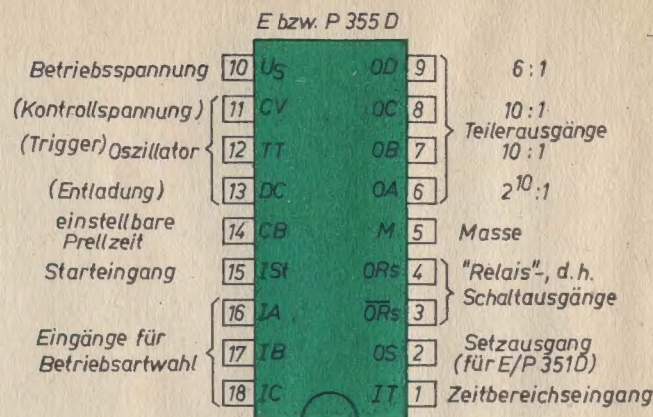 E bzw. P 355 D
Betriebsspannung 10 US OD 9 6 : 1
(Kontrollspannung) 11 CV OC 8 10 : 1
Teilerausgänge
(Trigger) Oszillator 12 TT OB 7 10 : 1
(Entladung) 13 DC OA 6 2^10 : 1
einstellbare
Prellzeit 14 CB M 5 Masse
Starteingang 15 ISt ORs 4 "Relais"-, d.h.
Schaltausgänge
16 IA O̅R̅s 3
Eingänge für
Betriebsartwahl
17 IB OS 2 Setzausgang
(für E/P 351D)
18 IC IT 1 Zeitbereichseingang